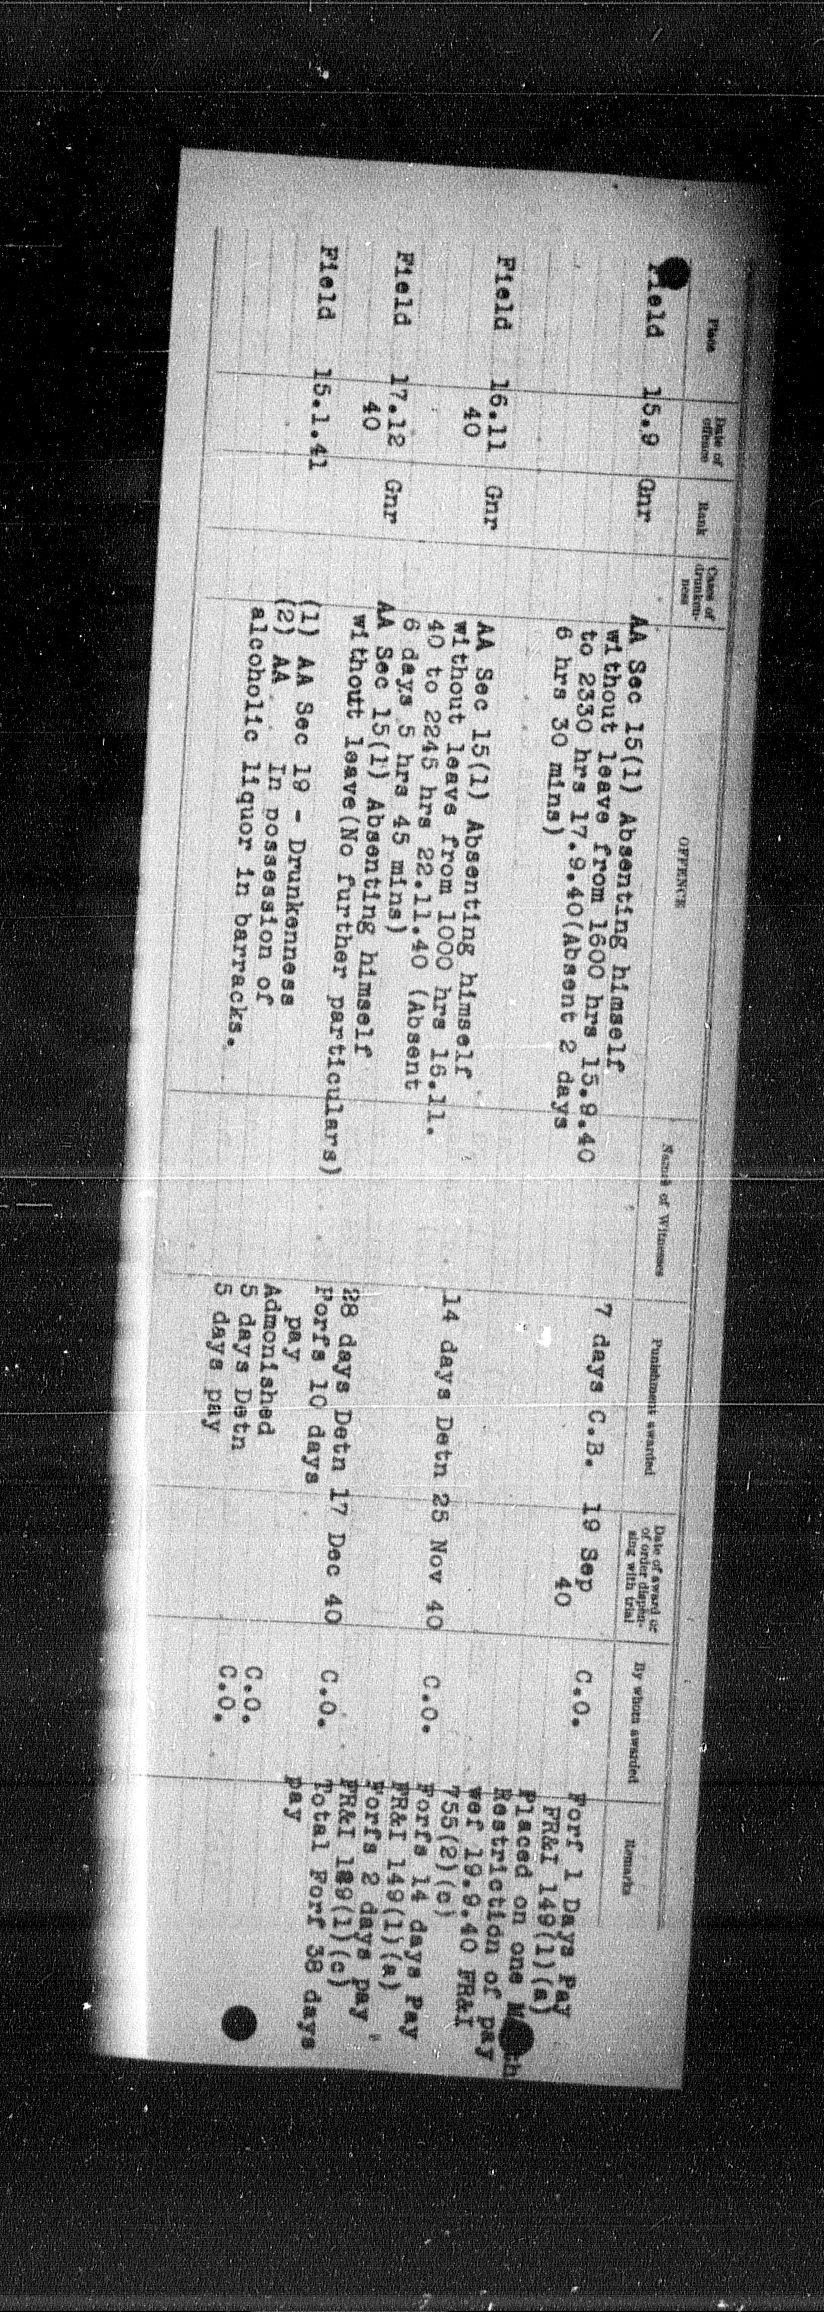 Place
Date of offence
Rank
Cases of drunken-ness
OFFENCE
Names of Witnesses
Punishment awarded
Date of award or of order dispen-sing with trial
By whom awarded
Remarks
Field 15.9 Gnr AA Sec 15(1) Absenting himself
without leave from 1600 hrs 15.9.40
to 2330 hrs 17.9.40(Absent 2 days
6 hrs 30 mins)
7 days C.B. 19 Sep
40
C.O.
Forf 1 Days Pay
FR&I 149(1)(a)
Placed on one
Restriction of pay
wef 19.9.40 FR&I
755(2)(c)
Field 16.11 Gnr AA Sec 15(1) Absenting himself
40
without leave from 1000 hrs 16.11.
40 to 2245 hrs 22.11.40 (Absent
6 days 5 hrs 45 mins)
14 days Detn 25 Nov 40 C.O.
Forfs 14 days Pay
FR&I 149(1)(a)
Field 17.12 Gnr AA Sec 15(1) Absenting himself
40
without leave(No further particulars)
28 days Detn 17 Dec 40 C.O.
Forfs 10 days
pay
Forfs 2 days pay
FR&I 149(1)(c)
Total Forf 38 days
pay
Field 15.1.41 (1) AA Sec 19 - Drunkenness
(2) AA . . In possession of
alcoholic liquor in barracks.
Admonished
5 days Detn C.O.
5 days pay C.O.